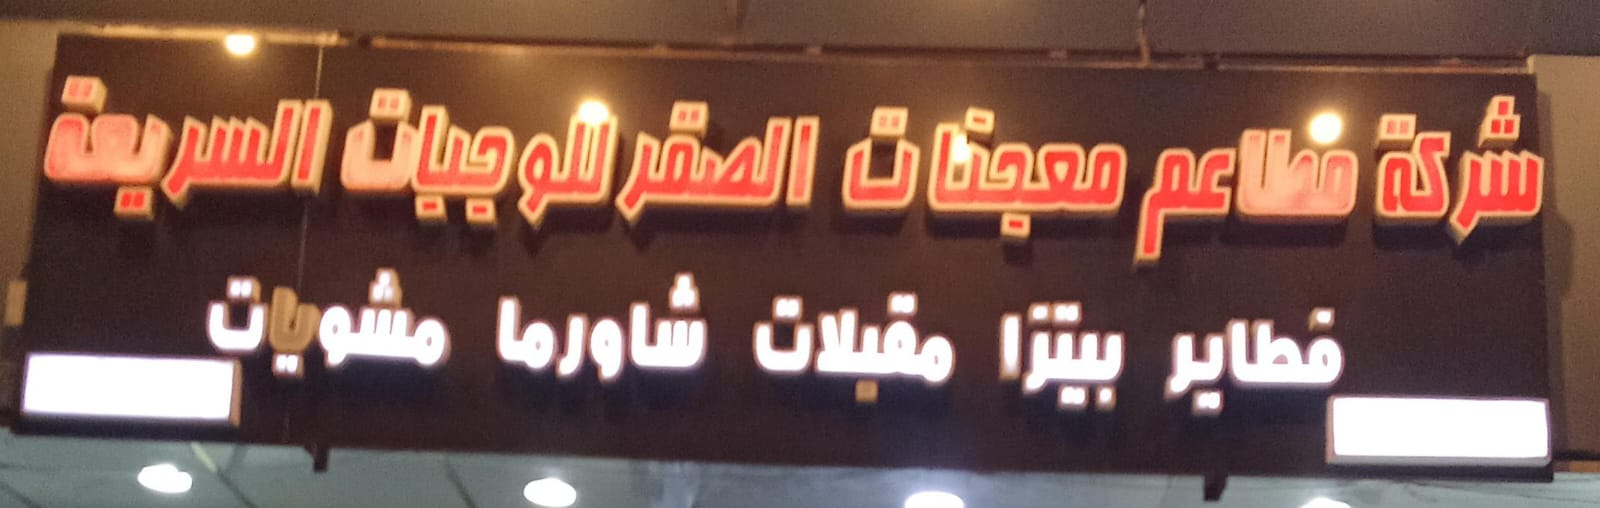 شركة مطاعم معجنات الصقر للوجبات السريعة
فطاير بيتزا مقبلات شاورما مشويات